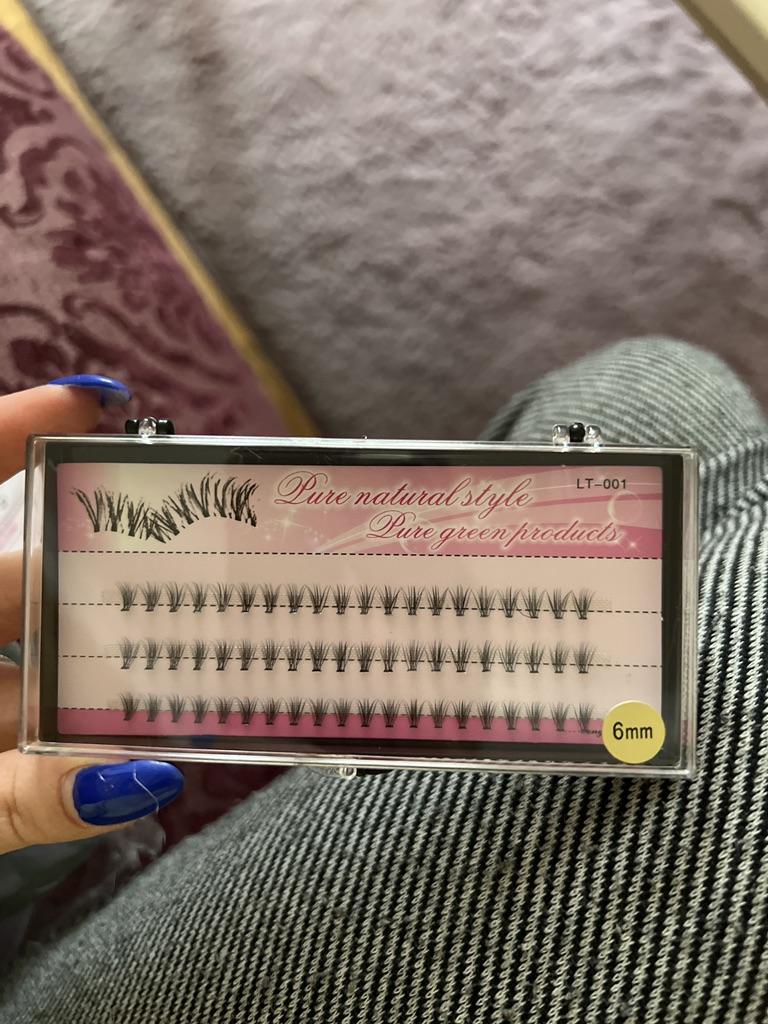 LT-001
Pure natural style
Pure green products
6mm